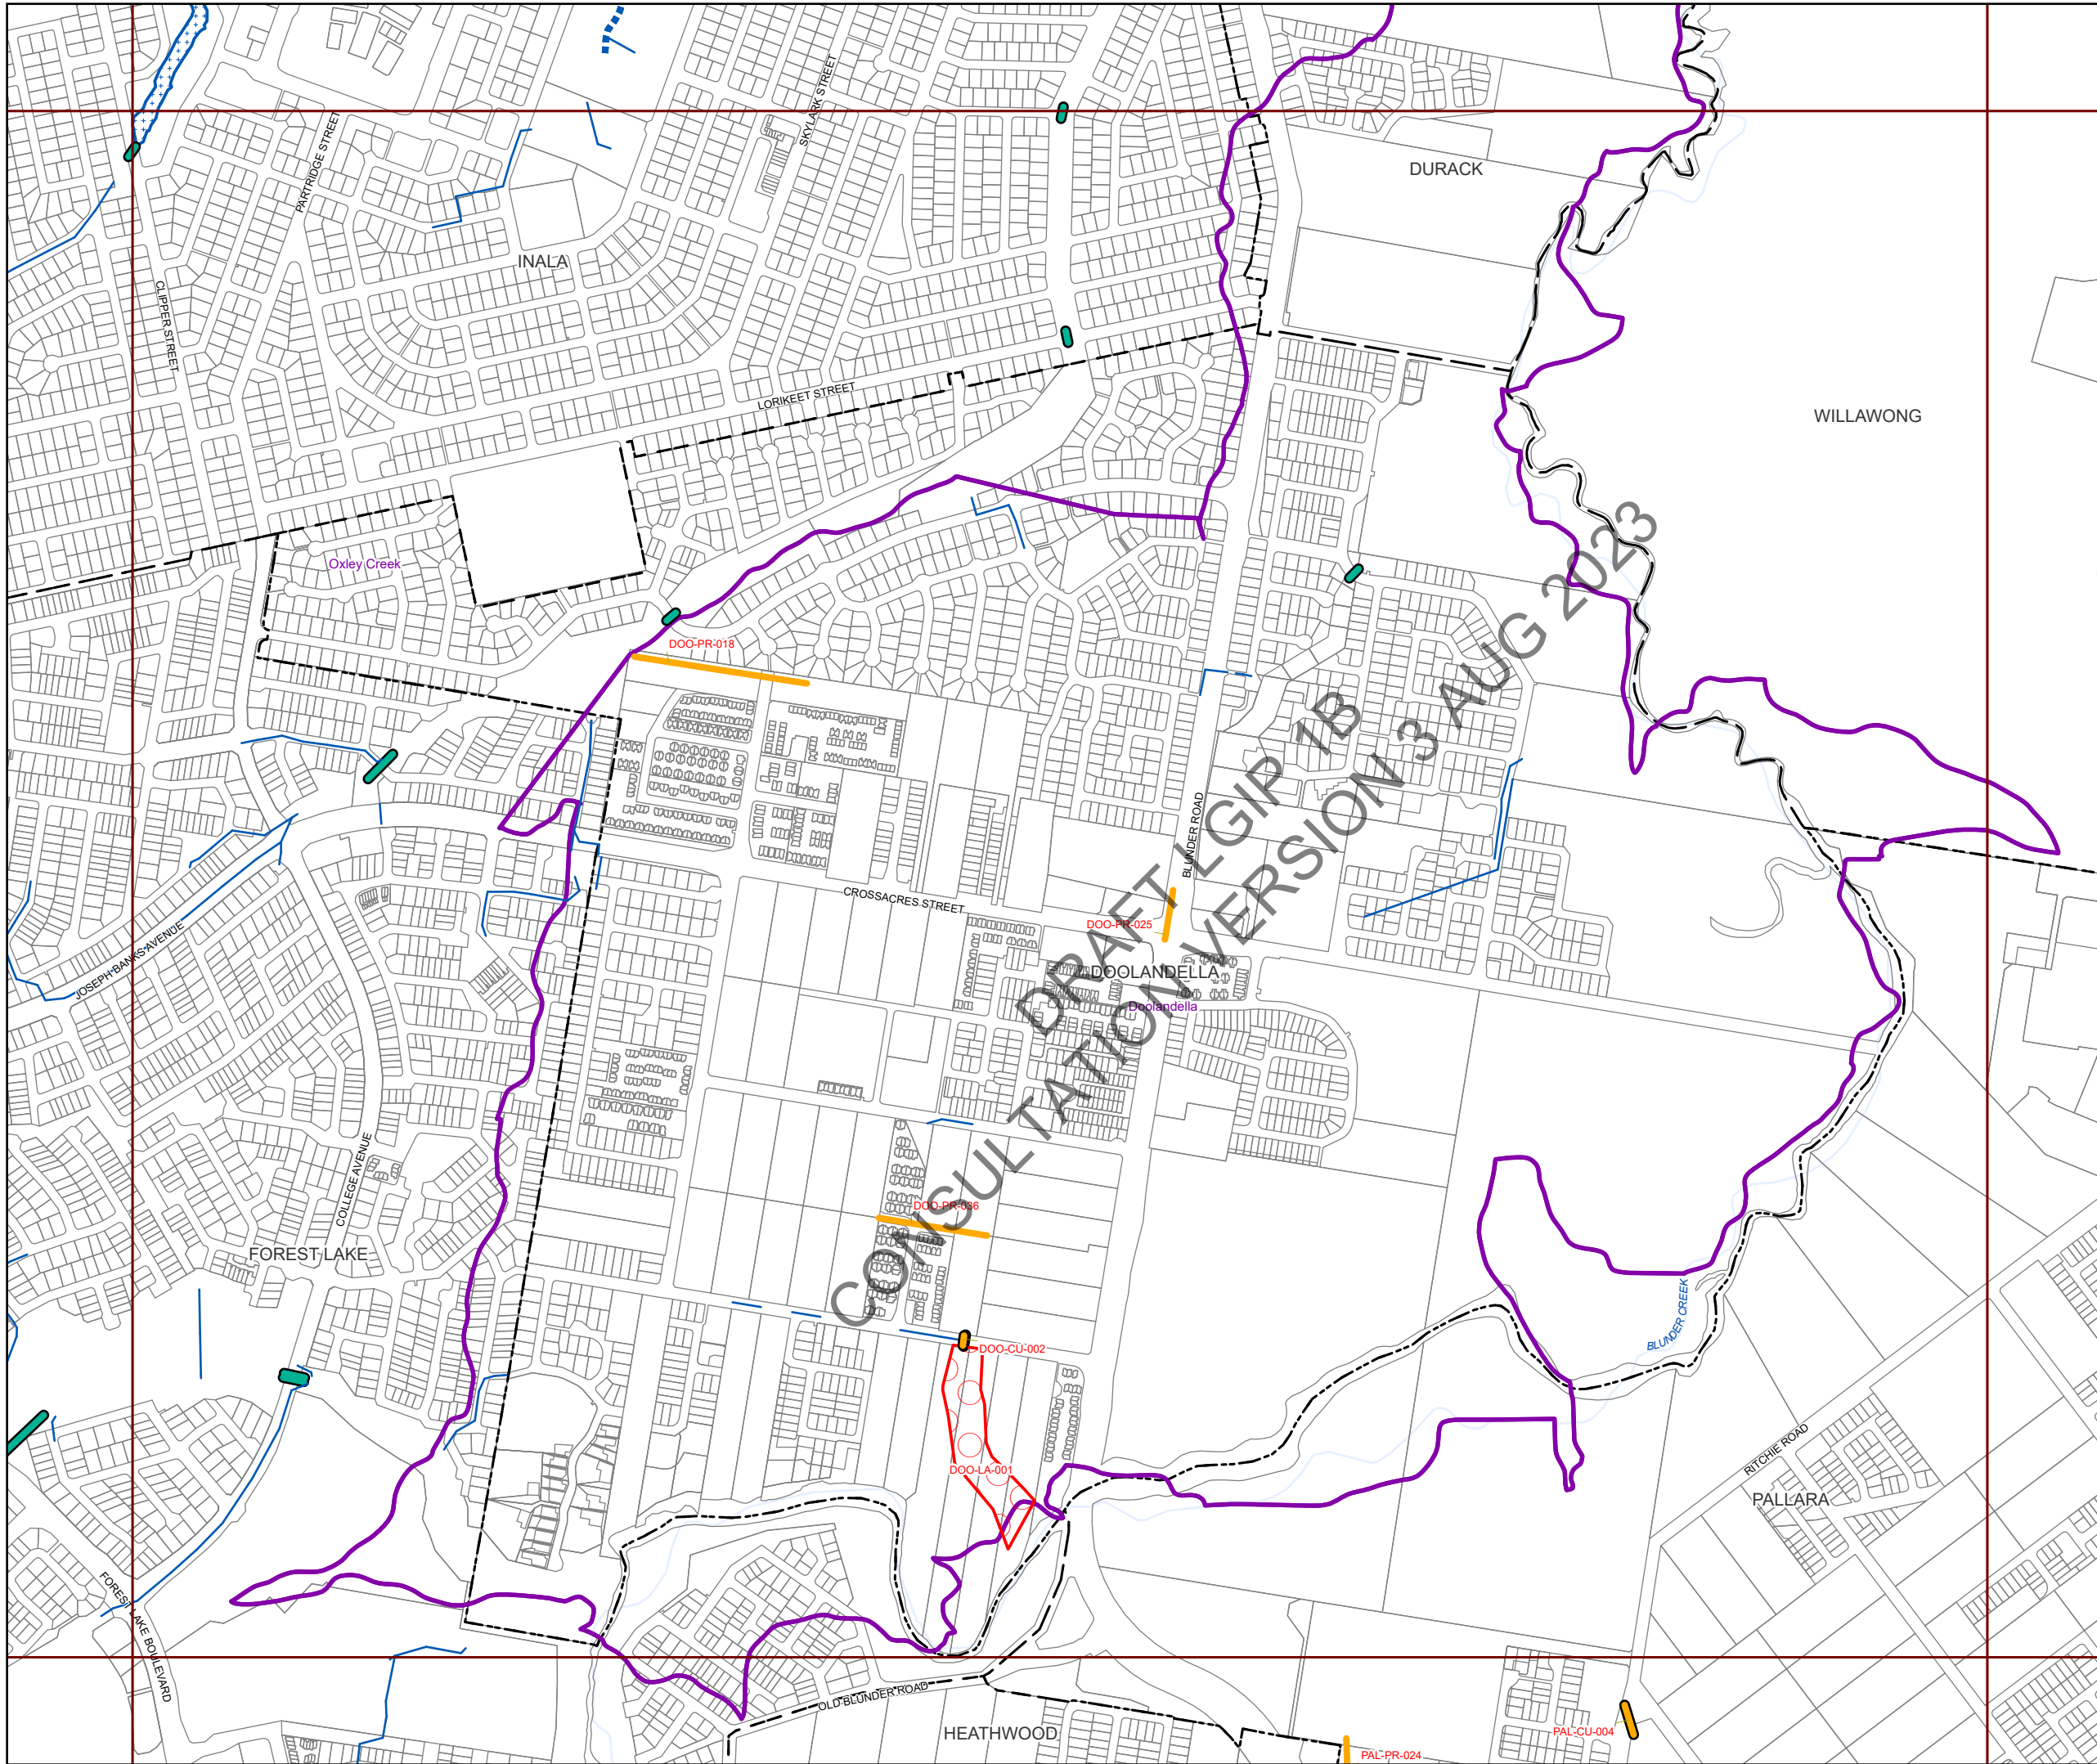 SKYLARK STREET
PARTRIDGE STREET
DURACK
INALA
CLIPPER STREET
LORIKEET STREET
WILLAWONG
Oxley Creek
DOO-PR-018
BLUNDER ROAD
CROSSACRES STREET
DOO-PR-025
JOSEPH BANKS AVENUE
DOOLANDELLA
Doolandella
DRAFT LGIP 1B
CONSULTATION VERSION 3 AUG 2023
COLLEGE AVENUE
DOO-PR-036
FOREST LAKE
BLUNDER CREEK
DOO-CU-002
DOO-LA-001
RITCHIE ROAD
PALLARA
FOREST LAKE BOULEVARD
OLD BLUNDER ROAD
HEATHWOOD
PAL-CU-004
PAL-PR-024